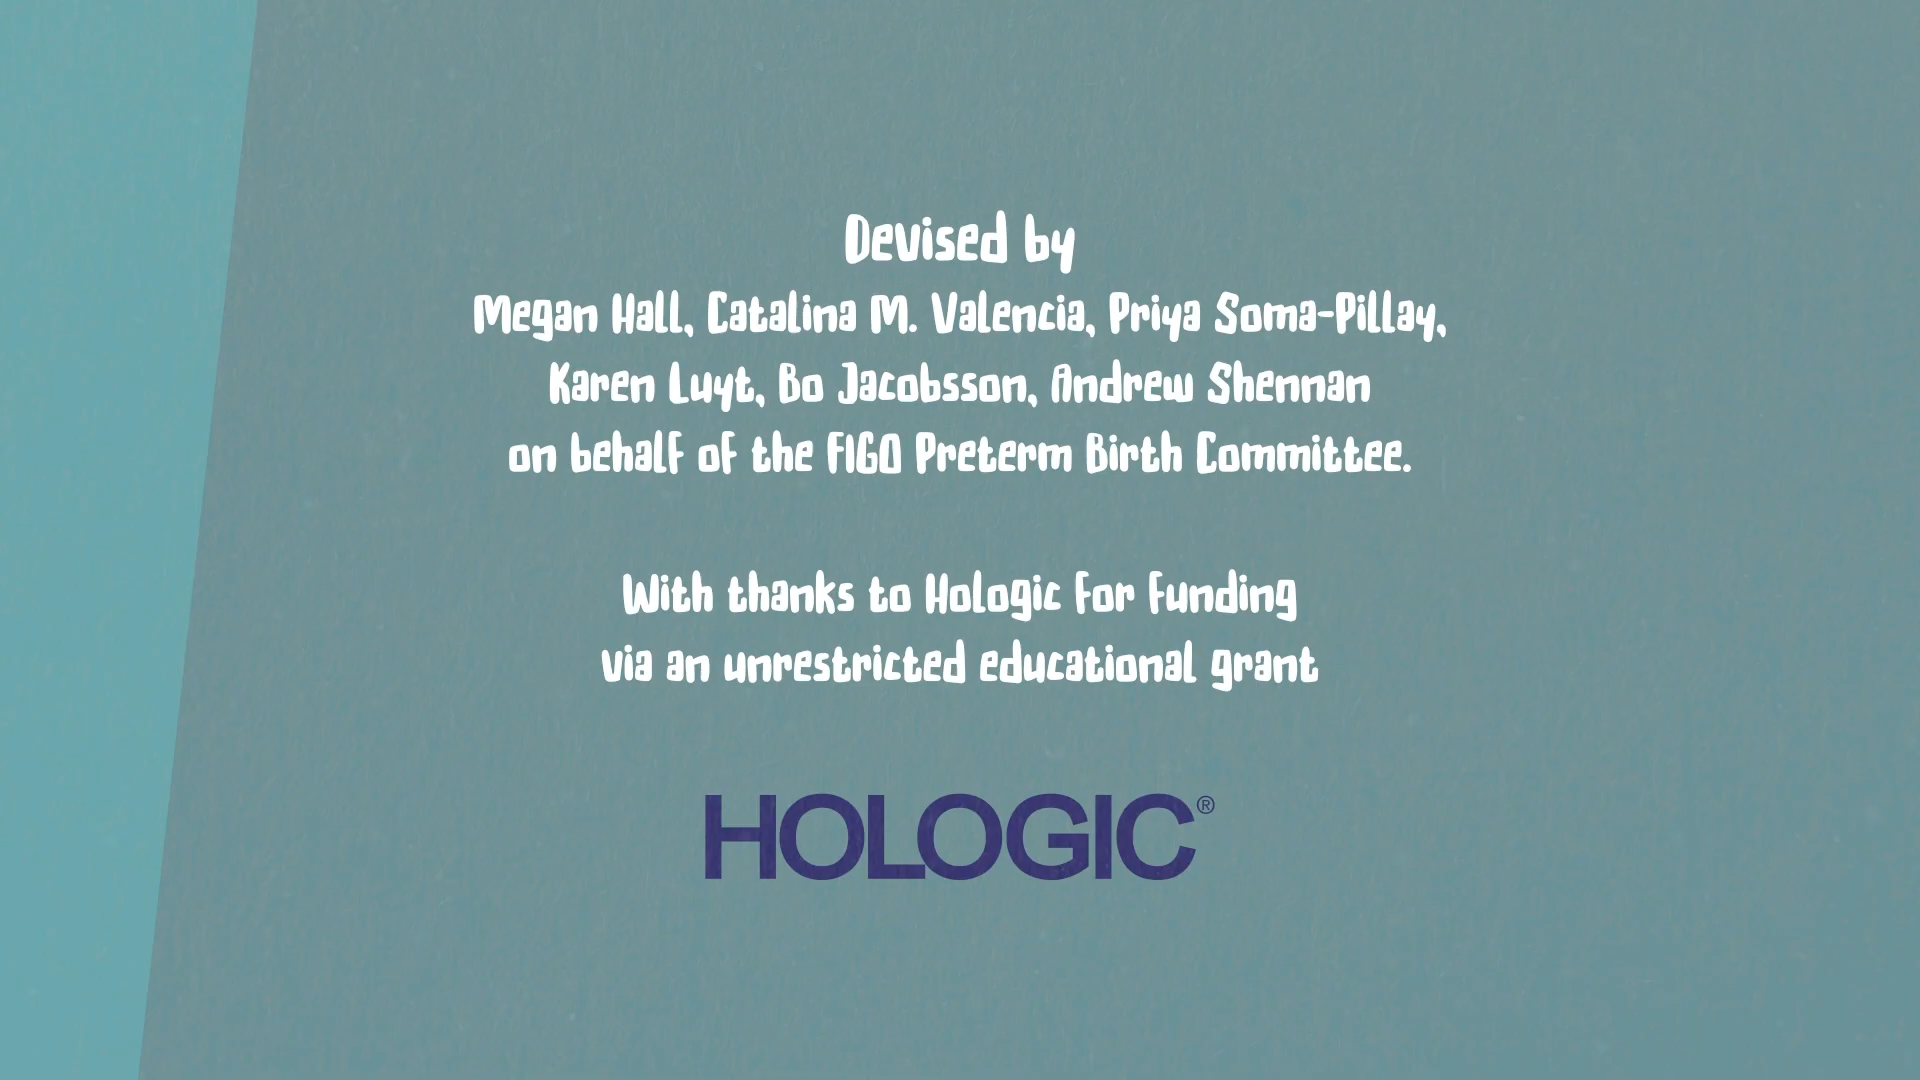 Devised by
Megan Hall, Catalina M. Valencia, Priya Soma-Pillay,
Karen Luyt, Bo Jacobsson, Andrew Shennan
on behalf of the FIGO Preterm Birth Committee.
With thanks to Hologic for funding
via an unrestricted educational grant
HOLOGIC®